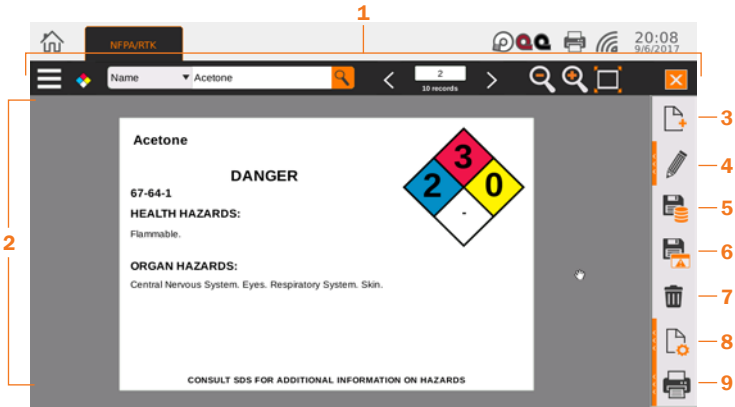 1
NFPA/RTK
20:08
9/6/2017
Name
Acetone
2
10 records
Acetone
DANGER
67-64-1
HEALTH HAZARDS:
Flammable.
ORGAN HAZARDS:
Central Nervous System. Eyes. Respiratory System. Skin.
3
2
0
-
CONSULT SDS FOR ADDITIONAL INFORMATION ON HAZARDS
2
3
4
5
6
7
8
9